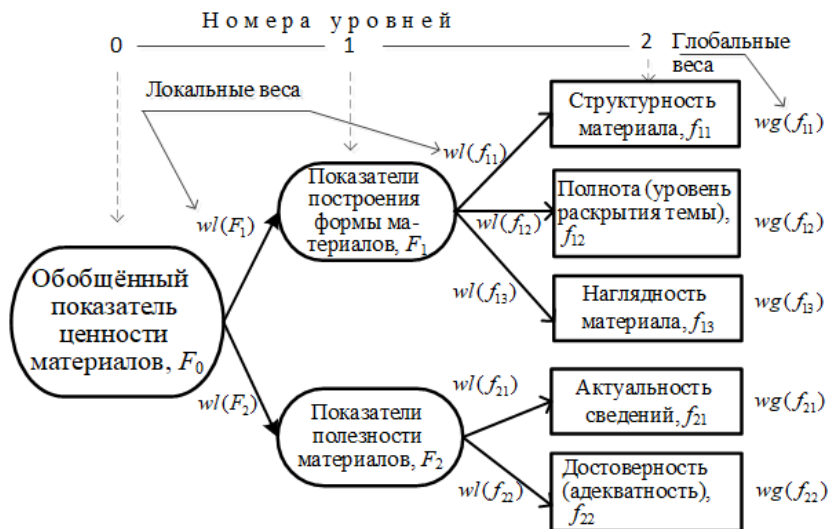 Номера уровней
0
1
2
Глобальные
веса
Локальные веса
Структурность
материала, f11
wg(f11)
wl(f11)
Показатели
построения
формы ма-
териалов, F1
Полнота (уровень
раскрытия темы),
f12
wl(f12)
wg(f12)
wl(F1)
wl(f13)
Наглядность
материала, f13
wg(f13)
Обобщённый
показатель
ценности
материалов, F0
wl(F2)
Показатели
полезности
материалов, F2
wl(f21)
Актуальность
сведений, f21
wg(f21)
wl(f22)
Достоверность
(адекватность),
f22
wg(f22)